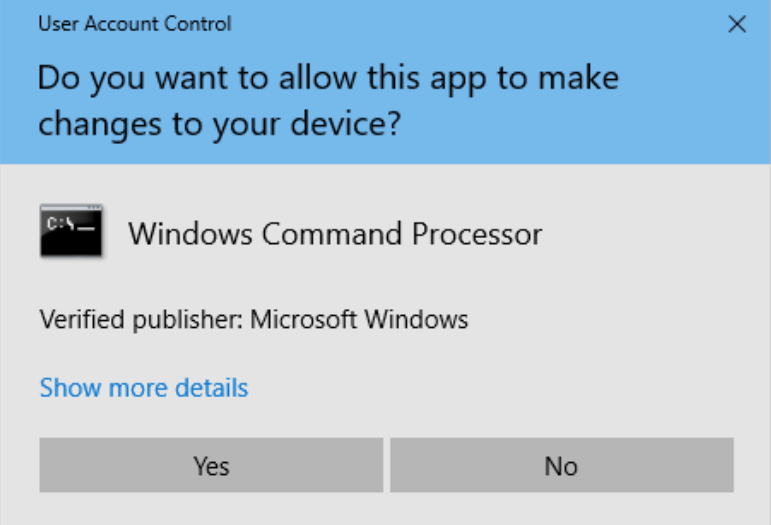 User Account Control
Do you want to allow this app to make
changes to your device?
C:\_
Windows Command Processor
Verified publisher: Microsoft Windows
Show more details
Yes No